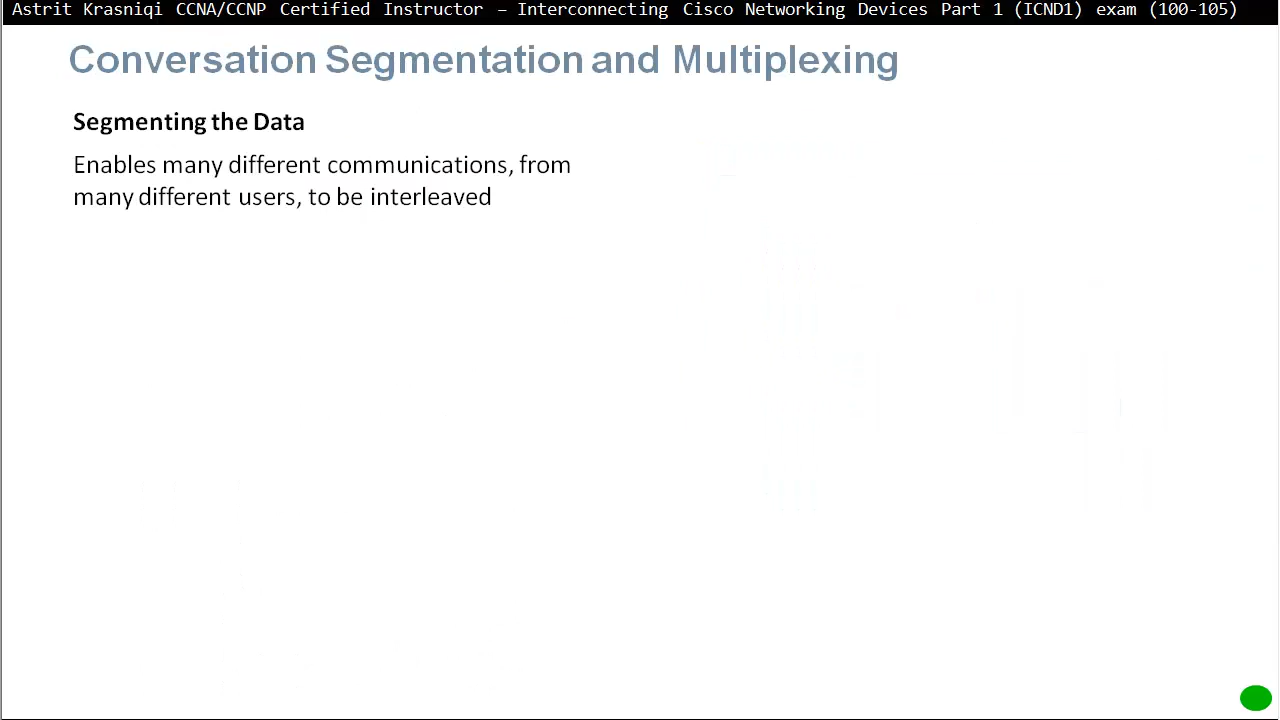 Astrit Krasniqi CCNA/CCNP Certified Instructor – Interconnecting Cisco Networking Devices Part 1 (ICND1) exam (100-105)
Conversation Segmentation and Multiplexing
Segmenting the Data
Enables many different communications, from
many different users, to be interleaved